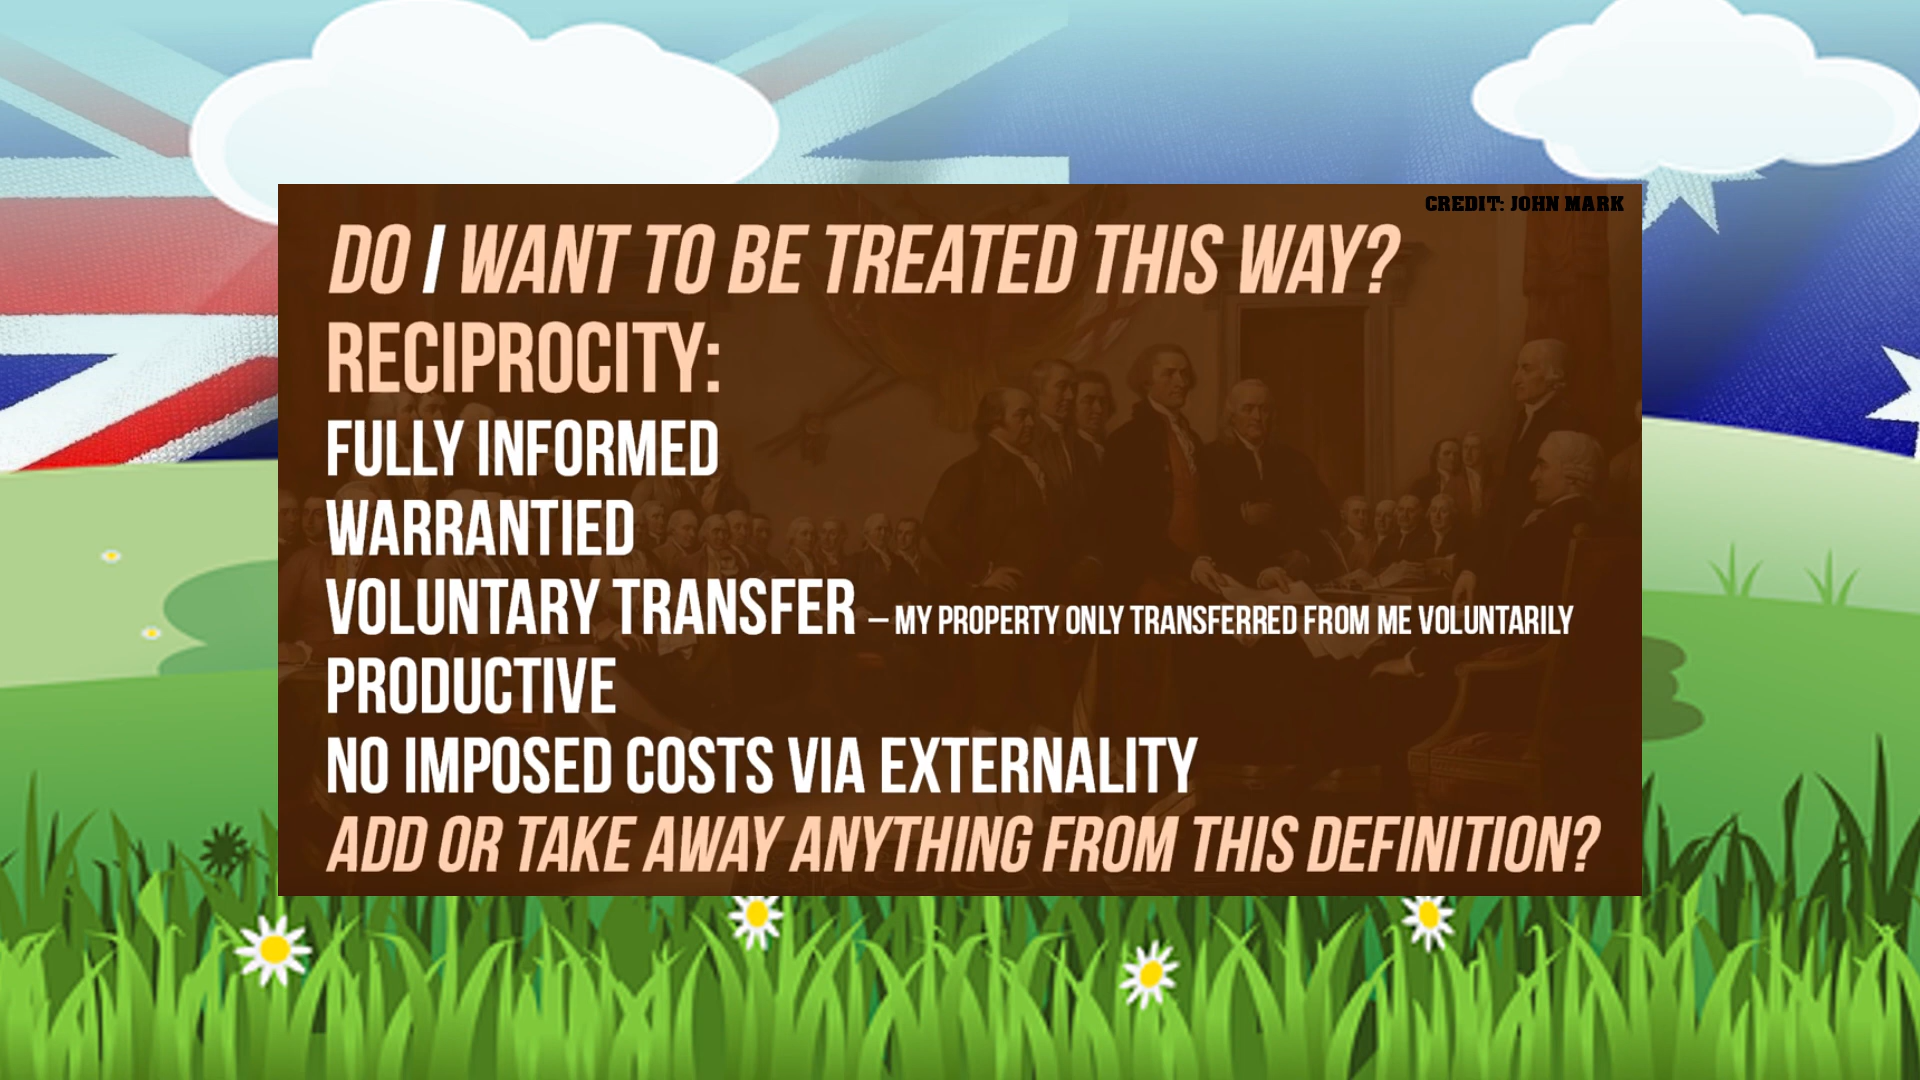 CREDIT: JOHN MARK
DO I WANT TO BE TREATED THIS WAY?
RECIPROCITY:
FULLY INFORMED
WARRANTIED
VOLUNTARY TRANSFER – MY PROPERTY ONLY TRANSFERRED FROM ME VOLUNTARILY
PRODUCTIVE
NO IMPOSED COSTS VIA EXTERNALITY
ADD OR TAKE AWAY ANYTHING FROM THIS DEFINITION?